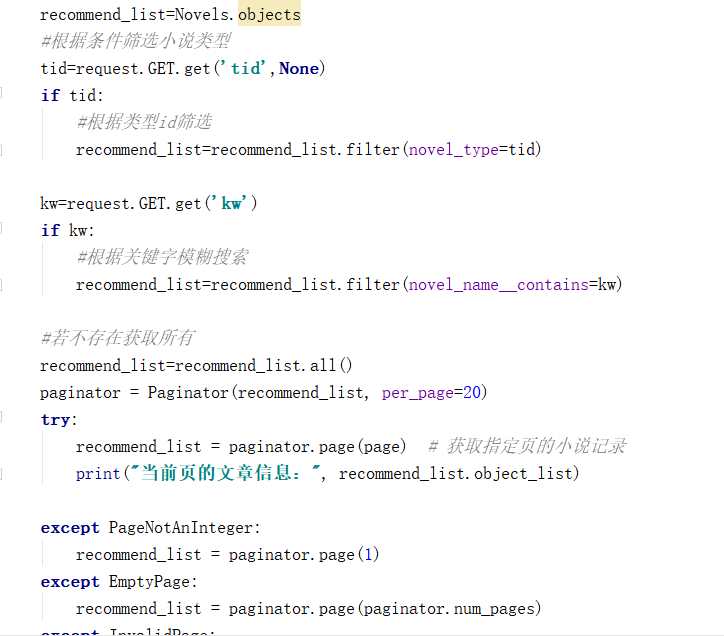 recommend_list=Novels.objects
#根据条件筛选小说类型
tid=request.GET.get('tid',None)
if tid:
#根据类型id筛选
recommend_list=recommend_list.filter(novel_type=tid)
kw=request.GET.get('kw')
if kw:
#根据关键字模糊搜索
recommend_list=recommend_list.filter(novel_name__contains=kw)
#若不存在获取所有
recommend_list=recommend_list.all()
paginator = Paginator(recommend_list, per_page=20)
try:
recommend_list = paginator.page(page)  # 获取指定页的小说记录
print("当前页的文章信息：", recommend_list.object_list)
except PageNotAnInteger:
recommend_list = paginator.page(1)
except EmptyPage:
recommend_list = paginator.page(paginator.num_pages)
except InvalidPage: